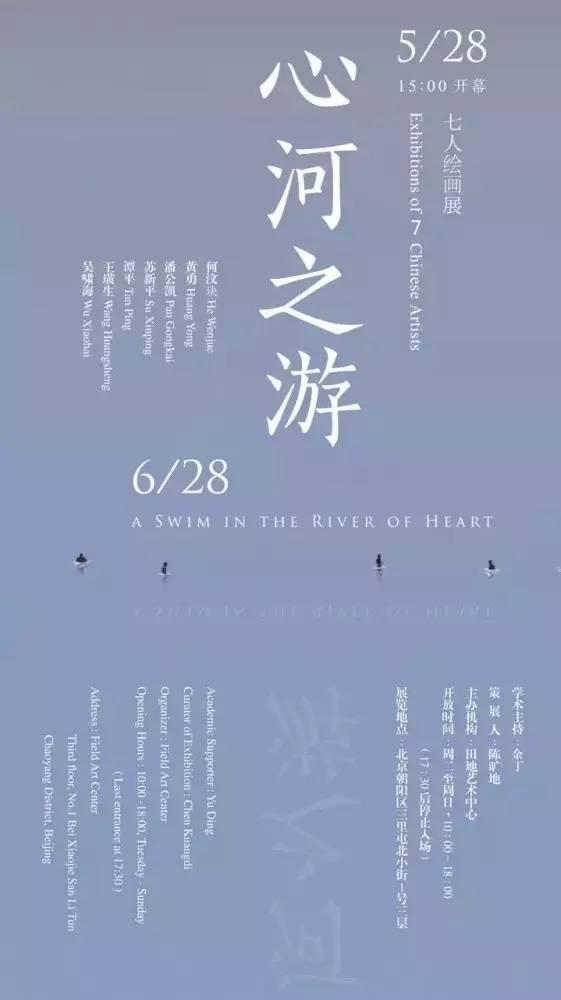 5/28
15:00 开幕
七人绘画展
Exhibitions of 7 Chinese Artists
心河之游
何汶玦 He Wenjue
黄勇 Huang Yong
潘公凯 Pan Gongkai
苏新平 Su Xinping
谭平 Tan Ping
王璜生 Wang Huangsheng
吴啸海 Wu Xiaohai
6/28
A Swim in the River of Heart
A Swim in the River of Heart
学术主持：余丁
策 展 人：陈旷地
主办机构：田地艺术中心
开放时间：周二至周日，10:00-18:00
（17:30后停止入场）
展览地点：北京朝阳区三里屯北小街1号三层
Academic Supporter: Yu Ding
Curator of Exhibition: Chen Kuangdi
Organizer: Field Art Center
Opening Hours: 10:00-18:00, Tuesday - Sunday
(Last entrance at 17:30)
Address: Field Art Center
Third floor, No.1 Bei Xiaojie San Li Tun
Chaoyang District, Beijing